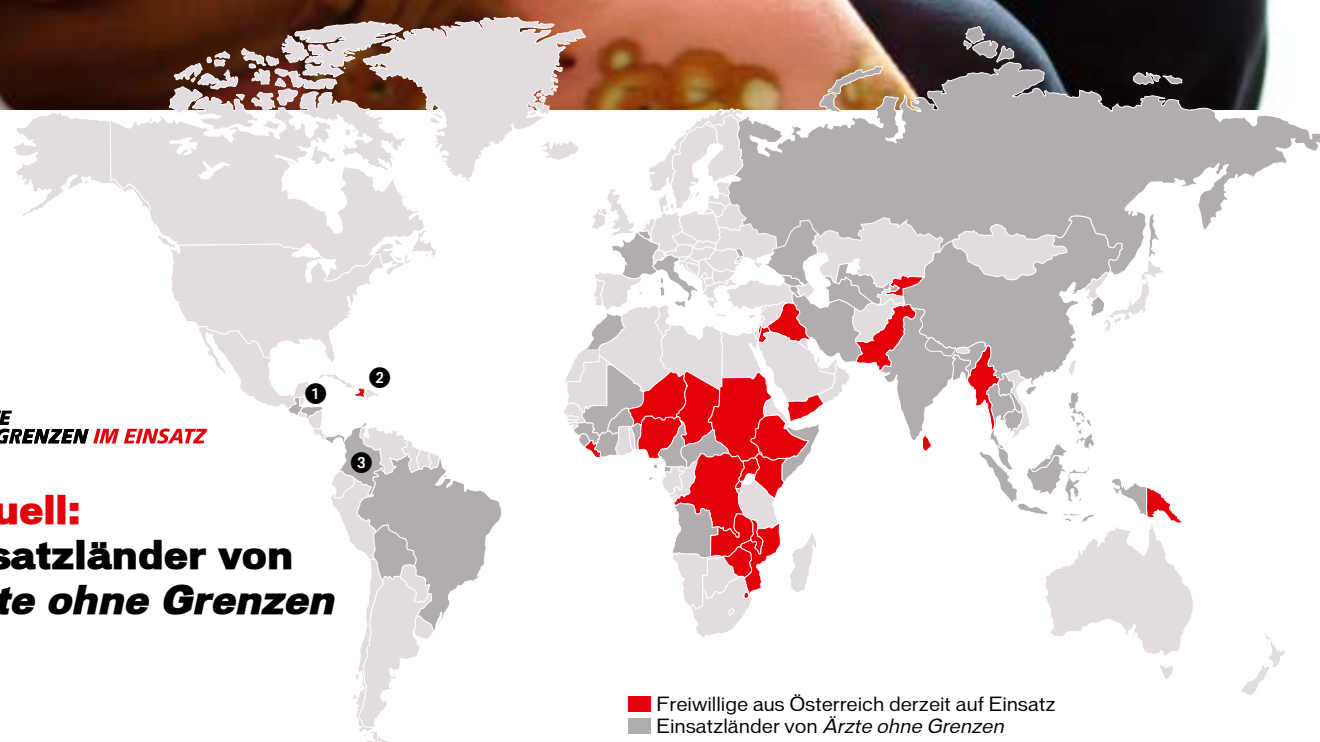 1
2
E
GRENZEN IM EINSATZ
3
uell:
satzländer von
te ohne Grenzen
Freiwillige aus Österreich derzeit auf Einsatz
Einsatzländer von Ärzte ohne Grenzen